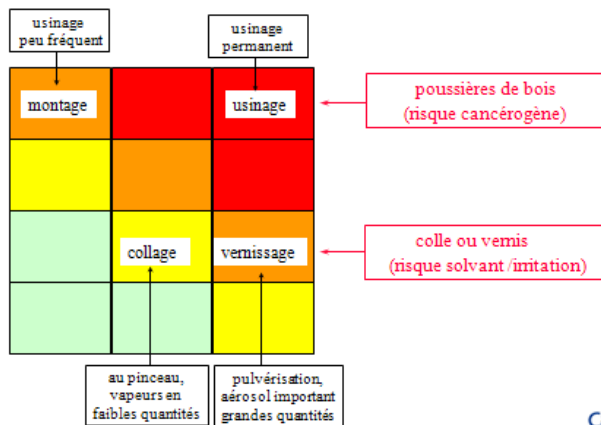 usinage
peu fréquent
usinage
permanent
montage
usinage
poussières de bois
(risque cancérogène)
collage
vernissage
colle ou vernis
(risque solvant /irritation)
au pinceau,
vapeurs en
faibles quantités
pulvérisation,
aérosol important
grandes quantités